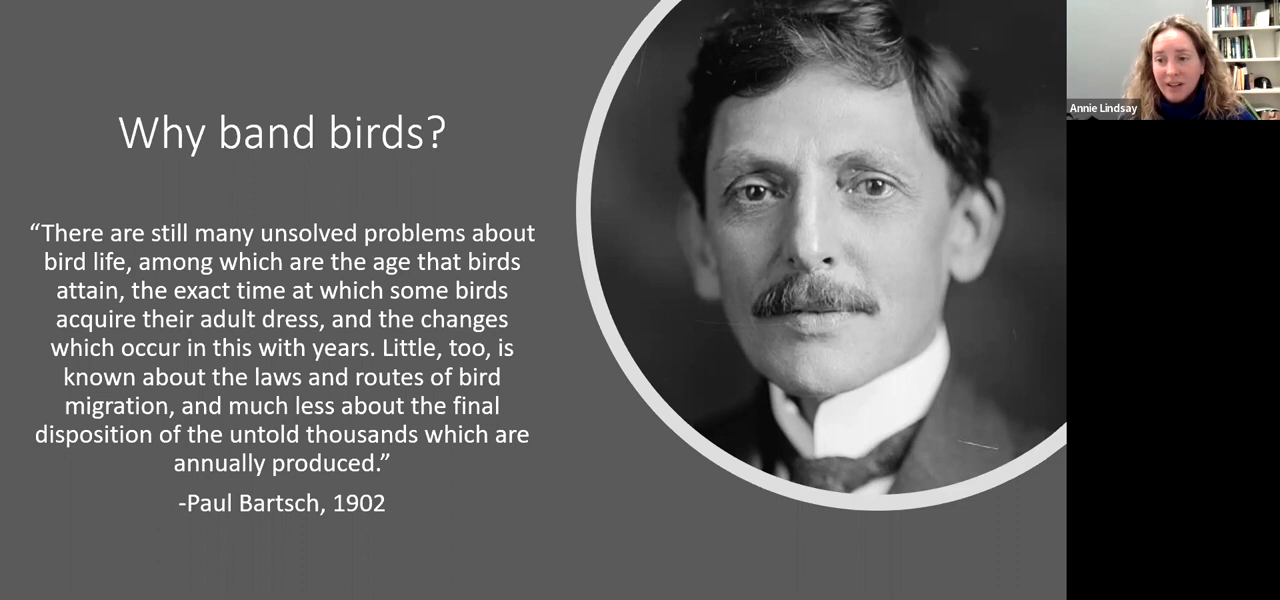 Why band birds?
“There are still many unsolved problems about
bird life, among which are the age that birds
attain, the exact time at which some birds
acquire their adult dress, and the changes
which occur in this with years. Little, too, is
known about the laws and routes of bird
migration, and much less about the final
disposition of the untold thousands which are
annually produced.”
-Paul Bartsch, 1902
Annie Lindsay